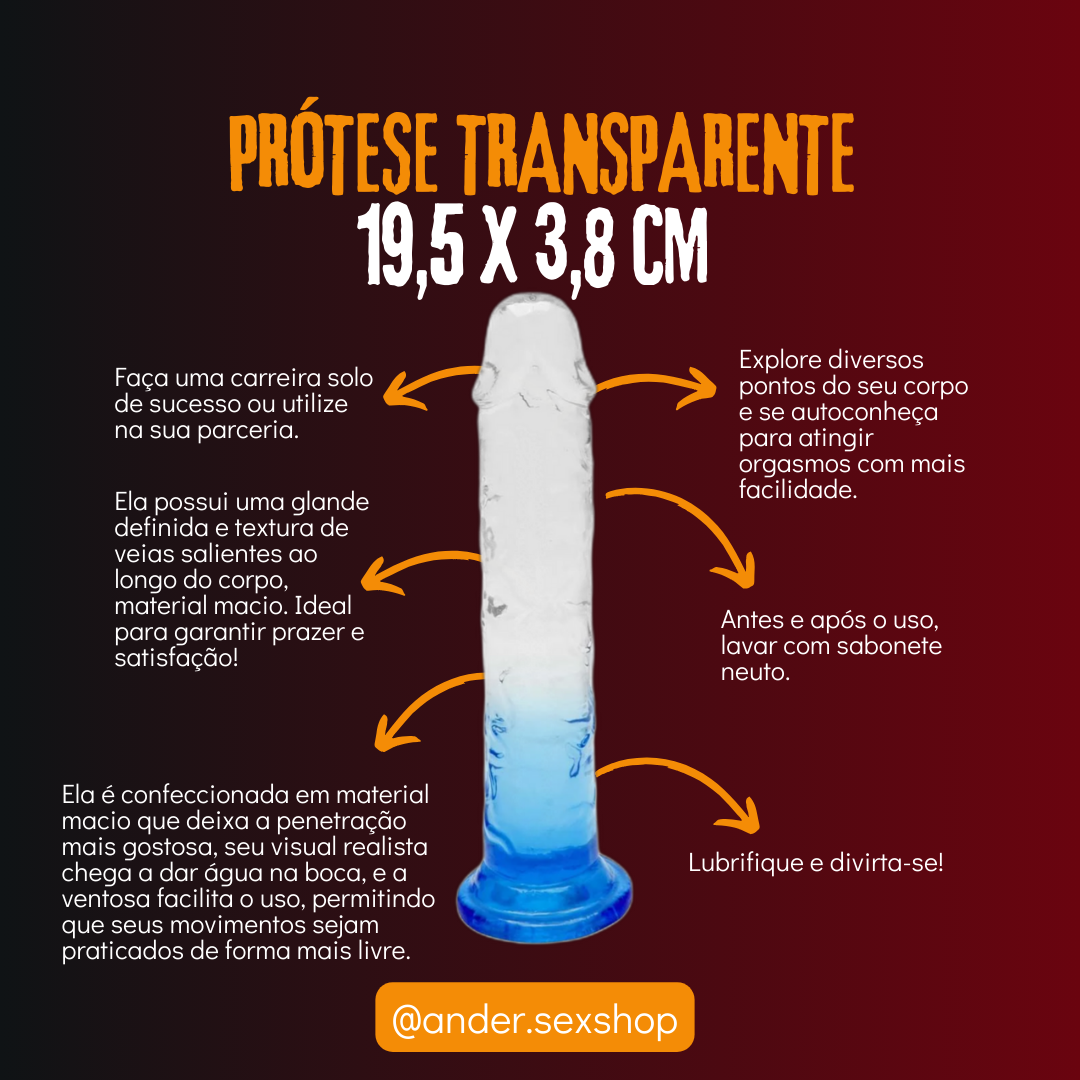 PRÓTESE TRANSPARENTE
19,5 X 3,8 CM
Faça uma carreira solo
de sucesso ou utilize
na sua parceria.
Explore diversos
pontos do seu corpo
e se autoconheça
para atingir
orgasmos com mais
facilidade.
Ela possui uma glande
definida e textura de
veias salientes ao
longo do corpo,
material macio. Ideal
para garantir prazer e
satisfação!
Antes e após o uso,
lavar com sabonete
neuto.
Ela é confeccionada em material
macio que deixa a penetração
mais gostosa, seu visual realista
chega a dar água na boca, e a
ventosa facilita o uso, permitindo
que seus movimentos sejam
praticados de forma mais livre.
Lubrifique e divirta-se!
@ander.sexshop